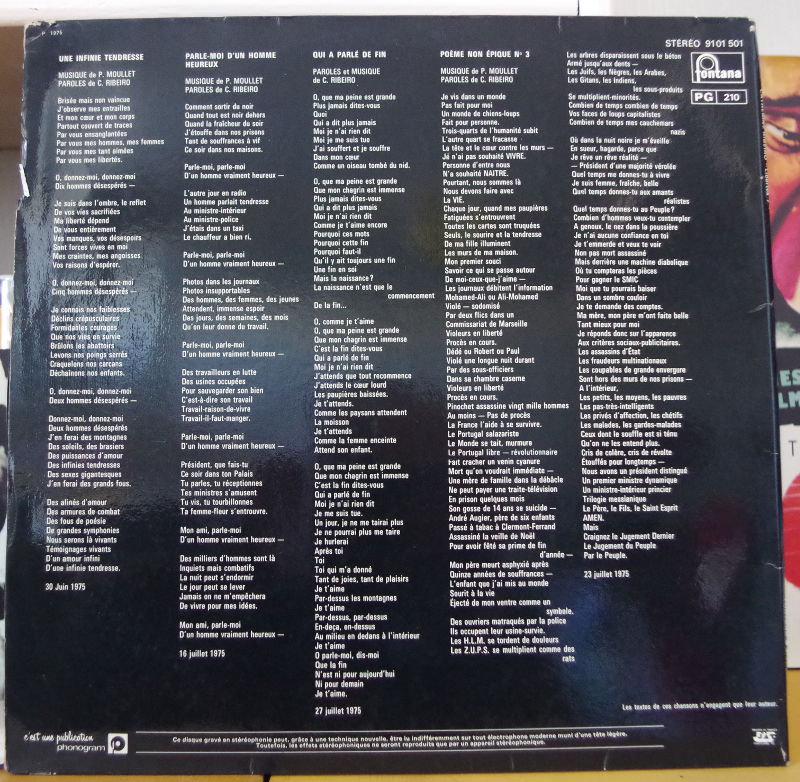 P 1975
UNE INFINIE TENDRESSE
MUSIQUE de P. MOULLET
PAROLES de C. RIBEIRO
Brisée mais non vaincue
J'observe mes entrailles
Et mon cœur et mon corps
Partout couvert de traces
Par vous ensanglantées
Par vous mes hommes, mes femmes
Par vous mes tant aimées
Par vous mes libertés.
O, donnez-moi, donnez-moi
Dix hommes désespérés —
Je suis dans l'ombre, le reflet
De vos vies sacrifiées
Ma liberté dépend
De vous entièrement
Vos manques, vos désespoirs
Sont forces vives en moi
Mes craintes, mes angoisses
Vos raisons d'espérer.
O, donnez-moi, donnez-moi
Cinq hommes désespérés —
Je connais nos faiblesses
Déclins crépusculaires
Formidables courages
Que nos vies en survie
Brûlons les abattoirs
Levons nos poings serrés
Craquelons nos carcans
Déchaînons nos enfants.
O, donnez-moi, donnez-moi
Deux hommes désespérés —
Donnez-moi, donnez-moi
Deux hommes désespérés
J'en ferai des montagnes
Des soleils, des brasiers
Des puissances d'amour
Des infinies tendresses
Des sexes gigantesques
J'en ferai des grands fous.
Des alinés d'amour
Des armures de combat
Des fous de poésie
De grandes symphonies
Nous serons là vivants
Témoignages vivants
D'un amour infini
D'une infinie tendresse.
30 Juin 1975
PARLE-MOI D'UN HOMME
HEUREUX
MUSIQUE de P. MOULLET
PAROLES de C. RIBEIRO
Comment sortir du noir
Quand tout est noir dehors
Quand la fraîcheur du soir
J'étouffe dans nos prisons
Tant de souffrances à vif
Ce soir dans nos maisons.
Parle-moi, parle-moi
D'un homme vraiment heureux —
L'autre jour en radio
Un homme parlait tendresse
Au ministre-intérieur
Au ministre-police
J'étais dans un taxi
Le chauffeur a bien ri.
Parle-moi, parle-moi
D'un homme vraiment heureux —
Photos dans les journaux
Photos insupportables
Des hommes, des femmes, des jeunes
Attendent, immense espoir
Des jours, des semaines, des mois
Qu'on leur donne du travail.
Parle-moi, parle-moi
D'un homme vraiment heureux —
Des travailleurs en lutte
Des usines occupées
Pour sauvegarder son bien
C'est-à-dire son travail
Travail-raison-de-vivre
Travail-il-faut-manger.
Parle-moi, parle-moi
D'un homme vraiment heureux —
Président, que fais-tu
Ce soir dans ton Palais
Tu parles, tu réceptionnes
Tes ministres s'amusent
Tu vis, tu tourbillonnes
Ta femme-fleur s'entrouvre.
Mon ami, parle-moi
D'un homme vraiment heureux —
Des milliers d'hommes sont là
Inquiets mais combatifs
La nuit peut s'endormir
Le jour peut se lever
Jamais on ne m'empêchera
De vivre pour mes idées.
Mon ami, parle-moi
D'un homme vraiment heureux —
16 juillet 1975
QUI A PARLÉ DE FIN
PAROLES et MUSIQUE
de C. RIBEIRO
O, que ma peine est grande
Plus jamais dites-vous
Quoi
Qui a dit plus jamais
Moi je n'ai rien dit
Moi je me suis tue
J'ai souffert et je souffre
Dans mon cœur
Comme un oiseau tombé du nid.
O, que ma peine est grande
Que mon chagrin est immense
Plus jamais dites-vous
Qui a dit plus jamais
Moi je n'ai rien dit
Comme je t'aime encore
Pourquoi ces mots
Pourquoi cette fin
Pourquoi faut-il
Qu'il y ait toujours une fin
Une fin en soi
Mais la naissance ?
La naissance n'est que le
commencement
De la fin...
O, comme je t'aime
O, que ma peine est grande
Que mon chagrin est immense
C'est la fin dites-vous
Qui a parlé de fin
Moi je n'ai rien dit
J'attends que tout recommence
J'attends le cœur lourd
Les paupières baissées.
Je t'attends.
Comme les paysans attendent
La moisson
Je t'attends
Comme la femme enceinte
Attend son enfant.
O, que ma peine est grande
Que mon chagrin est immense
C'est la fin dites-vous
Qui a parlé de fin
Moi je n'ai rien dit
Je me suis tue.
Un jour, je ne me tairai plus
Je ne pourrai plus me taire
Je hurlerai
Après toi
Toi
Toi qui m'a donné
Tant de joies, tant de plaisirs
Je t'aime
Par-dessus les montagnes
Je t'aime
Par-dessus, par-dessus
En-deça, en-dessus
Au milieu en dedans à l'intérieur
Je t'aime
O parle-moi, dis-moi
Que la fin
N'est ni pour aujourd'hui
Ni pour demain
Je t'aime.
27 juillet 1975
POÈME NON ÉPIQUE N° 3
MUSIQUE de P. MOULLET
PAROLES de C. RIBEIRO
Je vis dans un monde
Pas fait pour moi
Un monde de chiens-loups
Fait pour personne.
Trois-quarts de l'humanité subit
L'autre quart se fracasse
La tête et le cœur contre les murs —
Jé n'ai pas souhaité VIVRE.
Personne d'entre nous
N'a souhaité NAITRE.
Pourtant, nous sommes là
Nous devons faire avec
La VIE.
Chaque jour, quand mes paupières
Fatiguées s'entrouvrent
Toutes les cartes sont truquées
Seuls, le sourire et la tendresse
De ma fille illuminent
Les murs de ma maison.
Mon premier souci
Savoir ce qui se passe autour
De moi-ceux-que-j'aime —
Les journaux débitent l'information
Mohamed-Ali ou Ali-Mohamed
Violé — sodomisé
Par deux flics dans un
Commissariat de Marseille
Violeurs en liberté
Procès en cours.
Dédé ou Robert ou Paul
Violé une longue nuit durant
Par des sous-officiers
Dans sa chambre caserne
Violeurs en liberté
Procès en cours.
Pinochet assassine vingt mille hommes
Au moins — Pas de procès
La France l'aide à se survivre.
Le Portugal salazariste
Le Monde se tait, murmure
Le Portugal libre — révolutionnaire
Fait cracher un venin cyanure
Mort qu'on voudrait immédiate —
Une mère de famille dans la débâcle
Ne peut payer une traite-télévision
En prison quelques mois
Son gosse de 14 ans se suicide —
André Augier, père de six enfants
Passé à tabac à Clermont-Ferrand
Assassiné la veille de Noël
Pour avoir fêté sa prime de fin
d'année —
Mon père meurt asphyxié après
Quinze années de souffrances —
L'enfant que j'ai mis au monde
Sourit à la vie
Éjecté de mon ventre comme un
symbole.
Des ouvriers matraqués par la police
Ils occupent leur usine-survie.
Les H.L.M. se tordent de douleurs
Les Z.U.P.S. se multiplient comme des
rats
Les arbres disparaissent sous le béton
Armé jusqu'aux dents —
Les Juifs, les Nègres, les Arabes,
Les Gitans, les Indiens,
les sous-produits
Se multiplient-minorités.
Combien de temps combien de temps
Vos faces de loups capitalistes
Combien de temps mes cauchemars
nazis
Où dans la nuit noire je m'éveille
En sueur, hagarde, parce que
Je rêve un rêve réalité —
— Président d'une majorité vérolée
Quel temps me donnes-tu à vivre
Je suis femme, fraîche, belle
Quel temps donnes-tu aux amants
réalistes
Quel temps donnes-tu au Peuple ?
Combien d'hommes veux-tu contempler
A genoux, le nez dans la poussière
Je n'ai aucune confiance en toi
Je t'emmerde et veux te voir
Non pas mort assassiné
Mais derrière une machine diabolique
Où tu compteras les pièces
Pour gagner le SMIC
Moi que tu pourrais baiser
Dans un sombre couloir
Je te demande des comptes.
Ma mère, mon père m'ont faite belle
Tant mieux pour moi
Je réponds donc sur l'apparence
Aux critères sociaux-publicitaires.
Les assassins d'État
Les fraudeurs multinationaux
Les coupables de grande envergure
Sont hors des murs de nos prisons —
A l'intérieur,
Les petits, les moyens, les pauvres
Les pas-très-intelligents
Les privés d'affection, les chétifs
Les malades, les gardes-malades
Ceux dont le souffle est si ténu
Qu'on ne les entend plus.
Cris de colère, cris de révolte
Étouffés pour longtemps —
Nous avons un président distingué
Un premier ministre dynamique
Un ministre-intérieur princier
Trilogie messianique
Le Père, le Fils, le Saint Esprit
AMEN.
Mais
Craignez le Jugement Dernier
Le Jugement du Peuple
Par le Peuple.
23 juillet 1975
STÉRÉO 9101 501
fontana
PG 210
Les textes de ces chansons n'engagent que leur auteur.
c'est une publication
phonogram p
Ce disque gravé en stéréophonie peut, grâce à une technique nouvelle, être lu indifféremment sur tout électrophone moderne muni d'une tête légère.
Toutefois, les effets stéréophoniques ne seront reproduits que par un appareil stéréophonique.